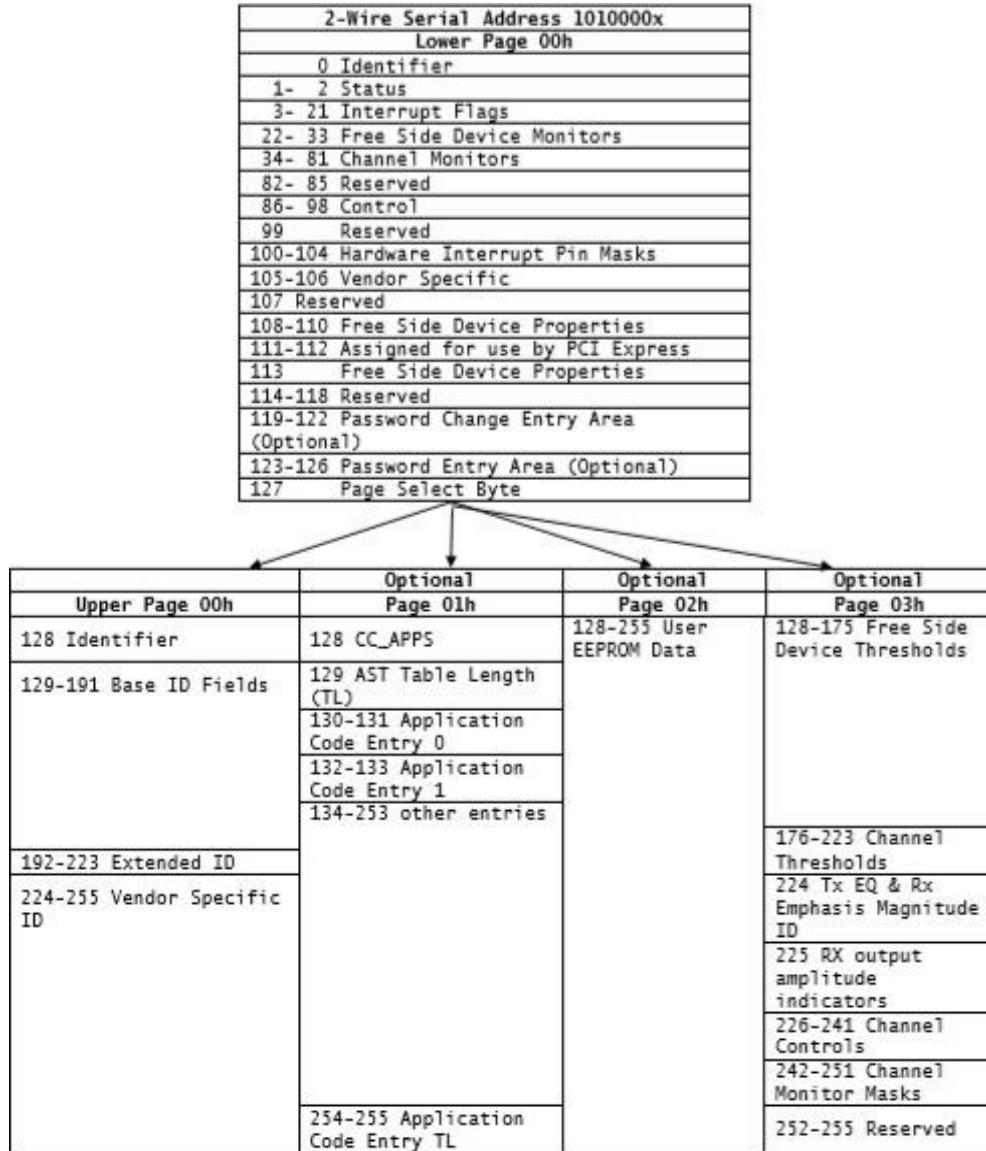 2-Wire Serial Address 1010000x
Lower Page 00h
0 Identifier
1- 2 Status
3- 21 Interrupt Flags
22- 33 Free Side Device Monitors
34- 81 Channel Monitors
82- 85 Reserved
86- 98 Control
99 Reserved
100-104 Hardware Interrupt Pin Masks
105-106 Vendor Specific
107 Reserved
108-110 Free Side Device Properties
111-112 Assigned for use by PCI Express
113 Free Side Device Properties
114-118 Reserved
119-122 Password Change Entry Area
(Optional)
123-126 Password Entry Area (Optional)
127 Page Select Byte
Upper Page 00h
128 Identifier
129-191 Base ID Fields
192-223 Extended ID
224-255 Vendor Specific
ID
Optional
Page 01h
128 CC_APPS
129 AST Table Length
(TL)
130-131 Application
Code Entry 0
132-133 Application
Code Entry 1
134-253 other entries
254-255 Application
Code Entry TL
Optional
Page 02h
128-255 User
EEPROM Data
Optional
Page 03h
128-175 Free Side
Device Thresholds
176-223 Channel
Thresholds
224 Tx EQ & Rx
Emphasis Magnitude
ID
225 RX output
amplitude
indicators
226-241 Channel
Controls
242-251 Channel
Monitor Masks
252-255 Reserved